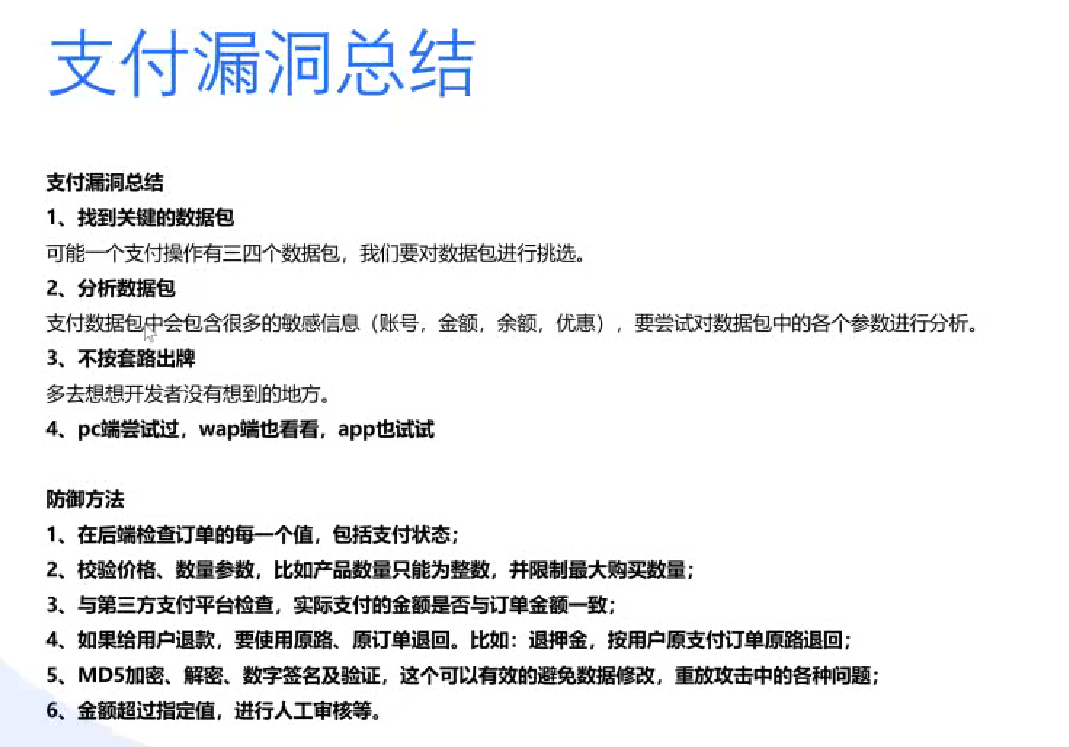 支付漏洞总结
支付漏洞总结
1、找到关键的数据包
可能一个支付操作有三四个数据包，我们要对数据包进行挑选。
2、分析数据包
支付数据包中会包含很多的敏感信息（账号，金额，余额，优惠），要尝试对数据包中的各个参数进行分析。
3、不按套路出牌
多去想想开发者没有想到的地方。
4、pc端尝试过，wap端也看看，app也试试
防御方法
1、在后端检查订单的每一个值，包括支付状态；
2、校验价格、数量参数，比如产品数量只能为整数，并限制最大购买数量；
3、与第三方支付平台检查，实际支付的金额是否与订单金额一致；
4、如果给用户退款，要使用原路、原订单退回。比如：退押金，按用户原支付订单原路退回；
5、MD5加密、解密、数字签名及验证，这个可以有效的避免数据修改，重放攻击中的各种问题；
6、金额超过指定值，进行人工审核等。